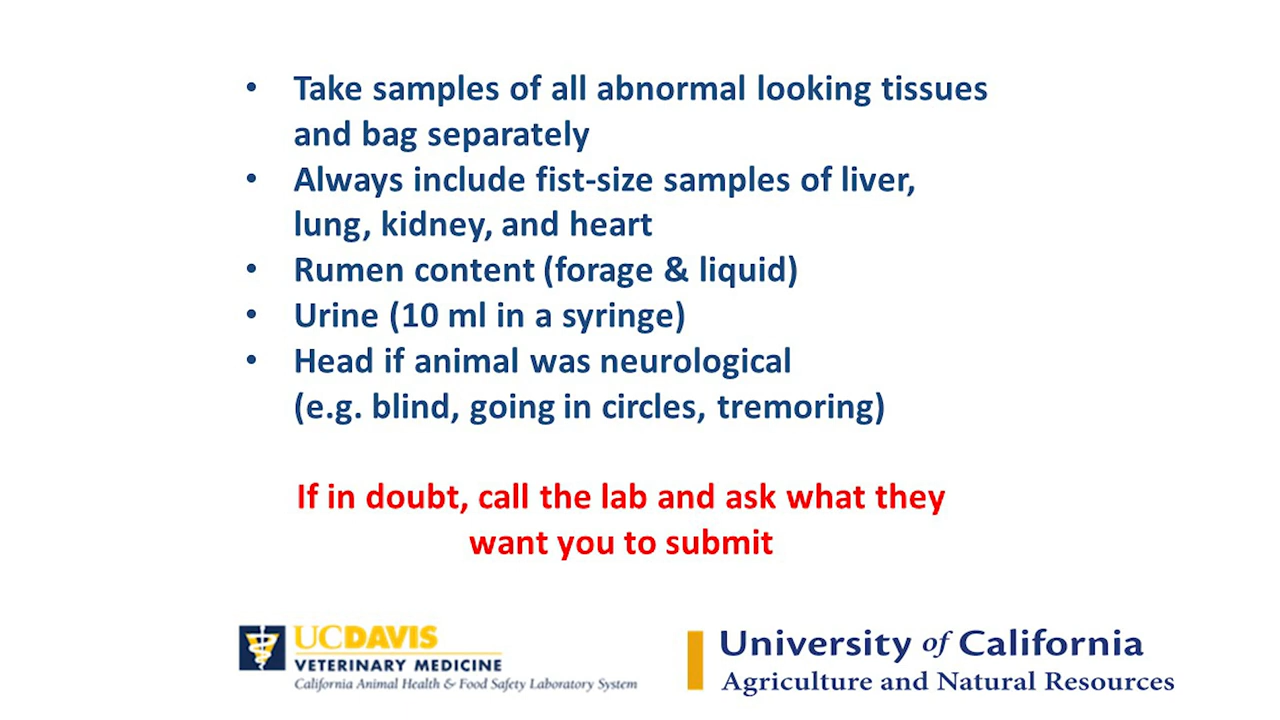 • Take samples of all abnormal looking tissues
and bag separately
• Always include fist-size samples of liver,
lung, kidney, and heart
• Rumen content (forage & liquid)
• Urine (10 ml in a syringe)
• Head if animal was neurological
(e.g. blind, going in circles, tremoring)
If in doubt, call the lab and ask what they
want you to submit
UCDAVIS
VETERINARY MEDICINE
California Animal Health & Food Safety Laboratory System
University of California
Agriculture and Natural Resources